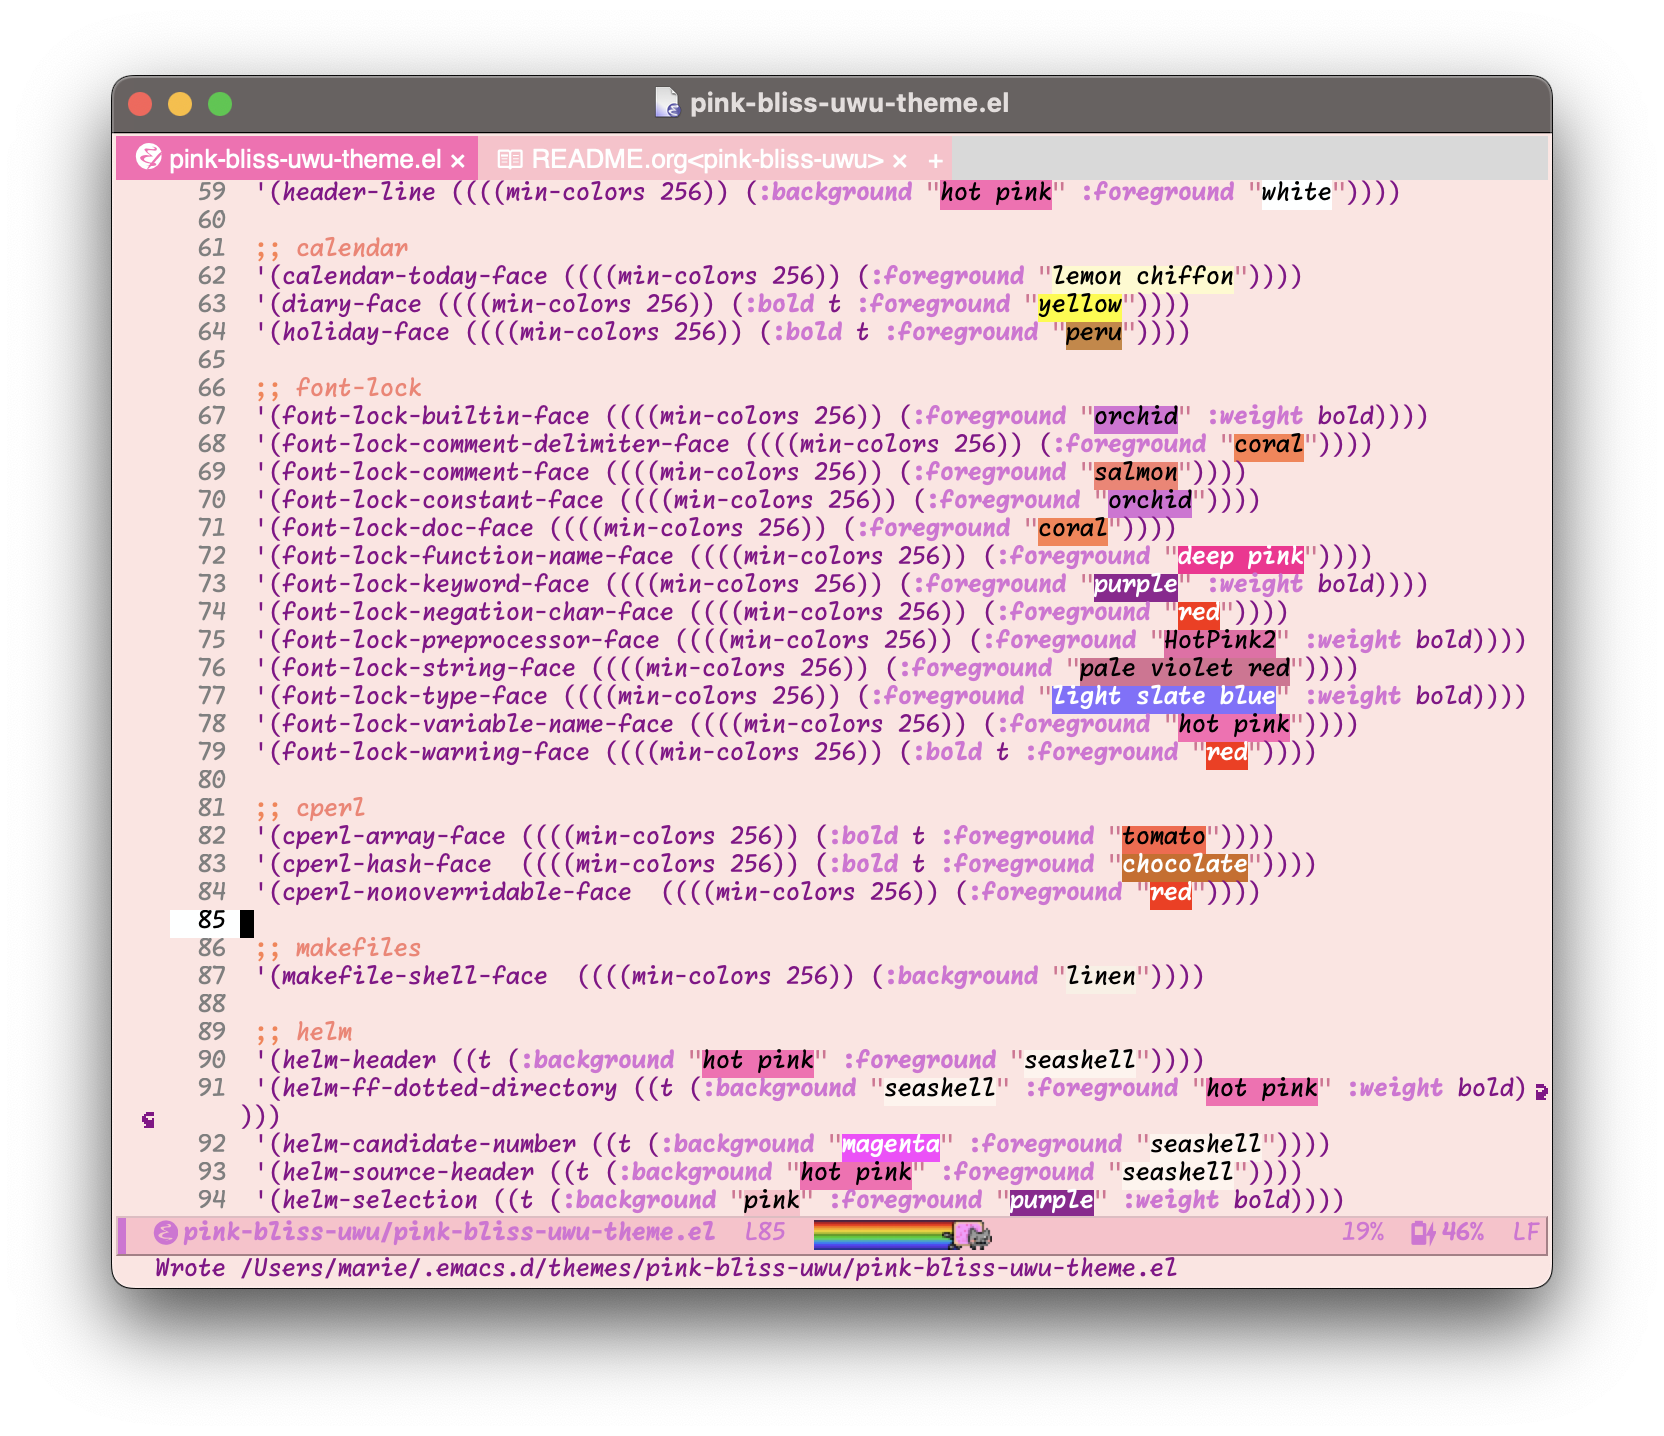 pink-bliss-uwu-theme.el
pink-bliss-uwu-theme.el × README.org<pink-bliss-uwu> × +
59 '(header-line ((((min-colors 256)) (:background "hot pink" :foreground "white"))))
60
61 ;; calendar
62 '(calendar-today-face ((((min-colors 256)) (:foreground "lemon chiffon"))))
63 '(diary-face ((((min-colors 256)) (:bold t :foreground "yellow"))))
64 '(holiday-face ((((min-colors 256)) (:bold t :foreground "peru"))))
65
66 ;; font-lock
67 '(font-lock-builtin-face ((((min-colors 256)) (:foreground "orchid" :weight bold))))
68 '(font-lock-comment-delimiter-face ((((min-colors 256)) (:foreground "coral"))))
69 '(font-lock-comment-face ((((min-colors 256)) (:foreground "salmon"))))
70 '(font-lock-constant-face ((((min-colors 256)) (:foreground "orchid"))))
71 '(font-lock-doc-face ((((min-colors 256)) (:foreground "coral"))))
72 '(font-lock-function-name-face ((((min-colors 256)) (:foreground "deep pink"))))
73 '(font-lock-keyword-face ((((min-colors 256)) (:foreground "purple" :weight bold))))
74 '(font-lock-negation-char-face ((((min-colors 256)) (:foreground "red"))))
75 '(font-lock-preprocessor-face ((((min-colors 256)) (:foreground "HotPink2" :weight bold))))
76 '(font-lock-string-face ((((min-colors 256)) (:foreground "pale violet red"))))
77 '(font-lock-type-face ((((min-colors 256)) (:foreground "light slate blue" :weight bold))))
78 '(font-lock-variable-name-face ((((min-colors 256)) (:foreground "hot pink"))))
79 '(font-lock-warning-face ((((min-colors 256)) (:bold t :foreground "red"))))
80
81 ;; cperl
82 '(cperl-array-face ((((min-colors 256)) (:bold t :foreground "tomato"))))
83 '(cperl-hash-face  ((((min-colors 256)) (:bold t :foreground "chocolate"))))
84 '(cperl-nonoverridable-face  ((((min-colors 256)) (:foreground "red"))))
85
86 ;; makefiles
87 '(makefile-shell-face  ((((min-colors 256)) (:background "linen"))))
88
89 ;; helm
90 '(helm-header ((t (:background "hot pink" :foreground "seashell"))))
91 '(helm-ff-dotted-directory ((t (:background "seashell" :foreground "hot pink" :weight bold)
)))
92 '(helm-candidate-number ((t (:background "magenta" :foreground "seashell"))))
93 '(helm-source-header ((t (:background "hot pink" :foreground "seashell"))))
94 '(helm-selection ((t (:background "pink" :foreground "purple" :weight bold))))
pink-bliss-uwu/pink-bliss-uwu-theme.el L85 19% 46% LF
Wrote /Users/marie/.emacs.d/themes/pink-bliss-uwu/pink-bliss-uwu-theme.el